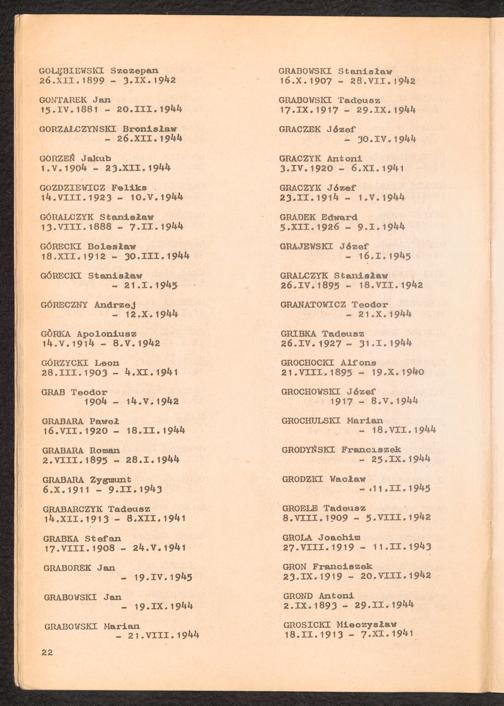 GOŁĘBIEWSKI Szczepan
26.XII.1899 - 3.IX.1942
GONTAREK Jan
15.IV.1881 - 20.III.1944
GORZAŁCZYNSKI Bronisław
- 26.XII.1944
GORZEŃ Jakub
1.V.1904 - 23.XII.1944
GOZDZIEWICZ Feliks
14.VIII.1923 - 10.V.1944
GÓRALCZYK Stanisław
13.VIII.1888 - 7.II.1944
GÓRECKI Bolesław
18.XII.1912 - 30.III.1944
GÓRECKI Stanisław
- 21.I.1945
GÓRECZNY Andrzej
- 12.X.1944
GÓRKA Apoloniusz
14.V.1914 - 8.V.1942
GÓRZYCKI Leon
28.III.1903 - 4.XI.1941
GRAB Teodor
1904 - 14.V.1942
GRABARA Paweł
16.VII.1920 - 18.II.1944
GRABARA Roman
2.VIII.1895 - 28.I.1944
GRABARA Zygmunt
6.X.1911 - 9.II.1943
GRABARCZYK Tadeusz
14.XII.1913 - 8.XII.1941
GRABKA Stefan
17.VIII.1908 - 24.V.1941
GRABOREK Jan
- 19.IV.1945
GRABOWSKI Jan
- 19.IX.1944
GRABOWSKI Marian
- 21.VIII.1944
22
GRABOWSKI Stanisław
16.X.1907 - 28.VII.1942
GRABOWSKI Tadeusz
17.IX.1917 - 29.IX.1944
GRACZEK Józef
- 30.IV.1944
GRACZYK Antoni
3.IV.1920 - 6.XI.1941
GRACZYK Józef
23.II.1914 - 1.V.1944
GRADEK Edward
5.XII.1926 - 9.I.1944
GRAJEWSKI Józef
- 16.I.1945
GRALCZYK Stanisław
26.IV.1895 - 18.VII.1942
GRANATOWICZ Teodor
- 21.X.1944
GRIBKA Tadeusz
26.IV.1927 - 31.I.1944
GROCHOCKI Alfons
21.VIII.1895 - 19.X.1940
GROCHOWSKI Józef
1917 - 8.V.1944
GROCHULSKI Marian
- 18.VII.1944
GRODYŃSKI Franciszek
- 25.IX.1944
GRODZKI Wacław
- 11.II.1945
GROELE Tadeusz
8.VIII.1909 - 5.VIII.1942
GROLA Joachim
27.VIII.1919 - 11.II.1943
GRON Franciszek
23.IX.1919 - 20.VIII.1942
GROND Antoni
2.IX.1893 - 29.II.1944
GROSICKI Mieczysław
18.II.1913 - 7.XI.1941